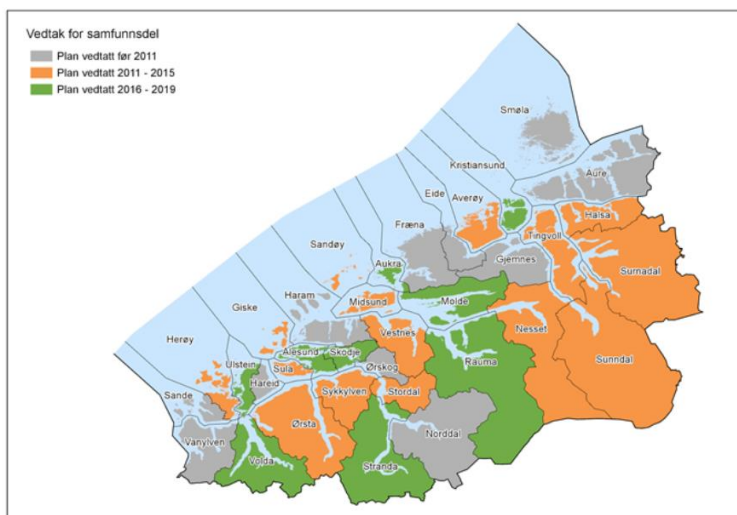 Vedtak for samfunnsdel
Plan vedtatt før 2011
Plan vedtatt 2011 - 2015
Plan vedtatt 2016 - 2019
Smøla
Kristiansund
Aure
Eide
Averøy
Halsa
Fræna
Tingvoll
Sandøy
Gjemnes
Aukra
Surnadal
Giske
Haram
Midsund
Molde
Vestnes
Nesset
Herøy
Ålesund
Skodje
Rauma
Sunndal
Ulstein
Sula
Ørskog
Sande
Hareid
Sykkylven
Stordal
Ørsta
Norddal
Vanylven
Volda
Stranda